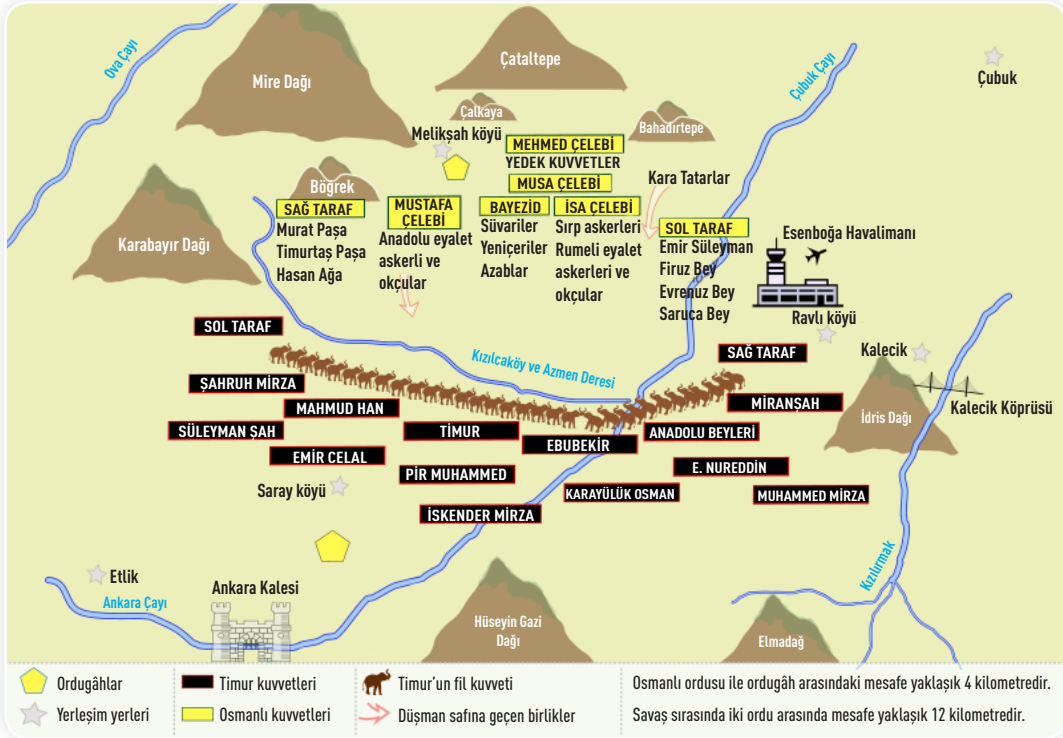 Ova Çayı
Mire Dağı
Çataltepe
Çubuk Çayı
Çubuk
Çalkaya
Melikşah köyü
Bahadırtepe
MEHMED ÇELEBİ
YEDEK KUVVETLER
MUSA ÇELEBİ
Kara Tatarlar
Karabayır Dağı
Böğrek
SAĞ TARAF
Murat Paşa
Timurtaş Paşa
Hasan Ağa
MUSTAFA
ÇELEBİ
Anadolu eyalet
askerli ve
okçular
BAYEZİD
Süvariler
Yeniçeriler
Azablar
İSA ÇELEBİ
Sırp askerleri
Rumeli eyalet
askerleri ve
okçular
SOL TARAF
Emir Süleyman
Firuz Bey
Evrenuz Bey
Saruca Bey
Esenboğa Havalimanı
Ravlı köyü
Kalecik
Kalecik Köprüsü
İdris Dağı
Kızılcaköy ve Azmen Deresi
SOL TARAF
SAĞ TARAF
ŞAHRUH MİRZA
MİRANŞAH
MAHMUD HAN
SÜLEYMAN ŞAH
TİMUR
ANADOLU BEYLERİ
EBUBEKİR
EMİR CELAL
PİR MUHAMMED
E. NUREDDİN
Saray köyü
KARAYÜLÜK OSMAN
MUHAMMED MİRZA
İSKENDER MİRZA
Kızılırmak
Etlik
Ankara Çayı
Ankara Kalesi
Hüseyin Gazi
Dağı
Elmadağ
Ordugâhlar
Yerleşim yerleri
Timur kuvvetleri
Osmanlı kuvvetleri
Timur'un fil kuvveti
Düşman safına geçen birlikler
Osmanlı ordusu ile ordugâh arasındaki mesafe yaklaşık 4 kilometredir.
Savaş sırasında iki ordu arasında mesafe yaklaşık 12 kilometredir.